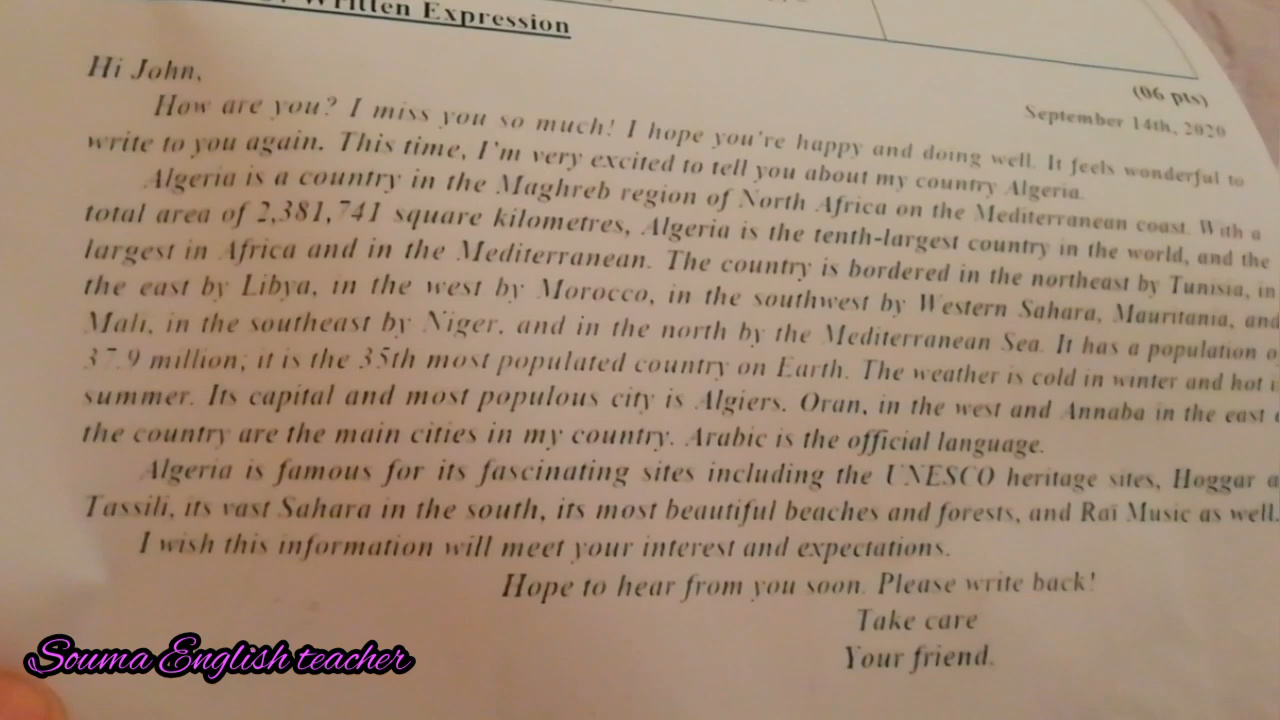 Written Expression
(06 pts)
September 14th, 2020
Hi John,
How are you? I miss you so much! I hope you're happy and doing well. It feels wonderful to
write to you again. This time, I'm very excited to tell you about my country Algeria.
Algeria is a country in the Maghreb region of North Africa on the Mediterranean coast. With a
total area of 2,381,741 square kilometres, Algeria is the tenth-largest country in the world, and the
largest in Africa and in the Mediterranean. The country is bordered in the northeast by Tunisia, in
the east by Libya, in the west by Morocco, in the southwest by Western Sahara, Mauritania, and
Mali, in the southeast by Niger, and in the north by the Mediterranean Sea. It has a population
37.9 million; it is the 35th most populated country on Earth. The weather is cold in winter and hot
summer. Its capital and most populous city is Algiers. Oran, in the west and Annaba in the east
the country are the main cities in my country. Arabic is the official language.
Algeria is famous for its fascinating sites including the UNESCO heritage sites, Hoggar
Tassili, its vast Sahara in the south, its most beautiful beaches and forests, and Raï Music as well.
I wish this information will meet your interest and expectations.
Hope to hear from you soon. Please write back!
Take care
Your friend.
Souma English teacher